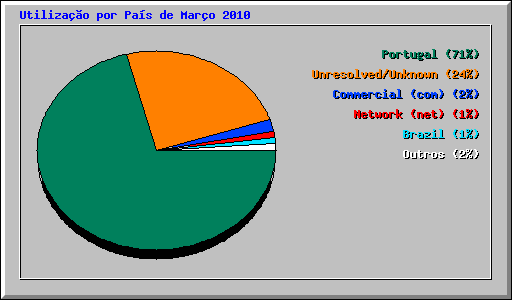 Utilização por País de Março 2010
Portugal (71%)
Unresolved/Unknown (24%)
Commercial (com) (2%)
Network (net) (1%)
Brazil (1%)
Outros (2%)